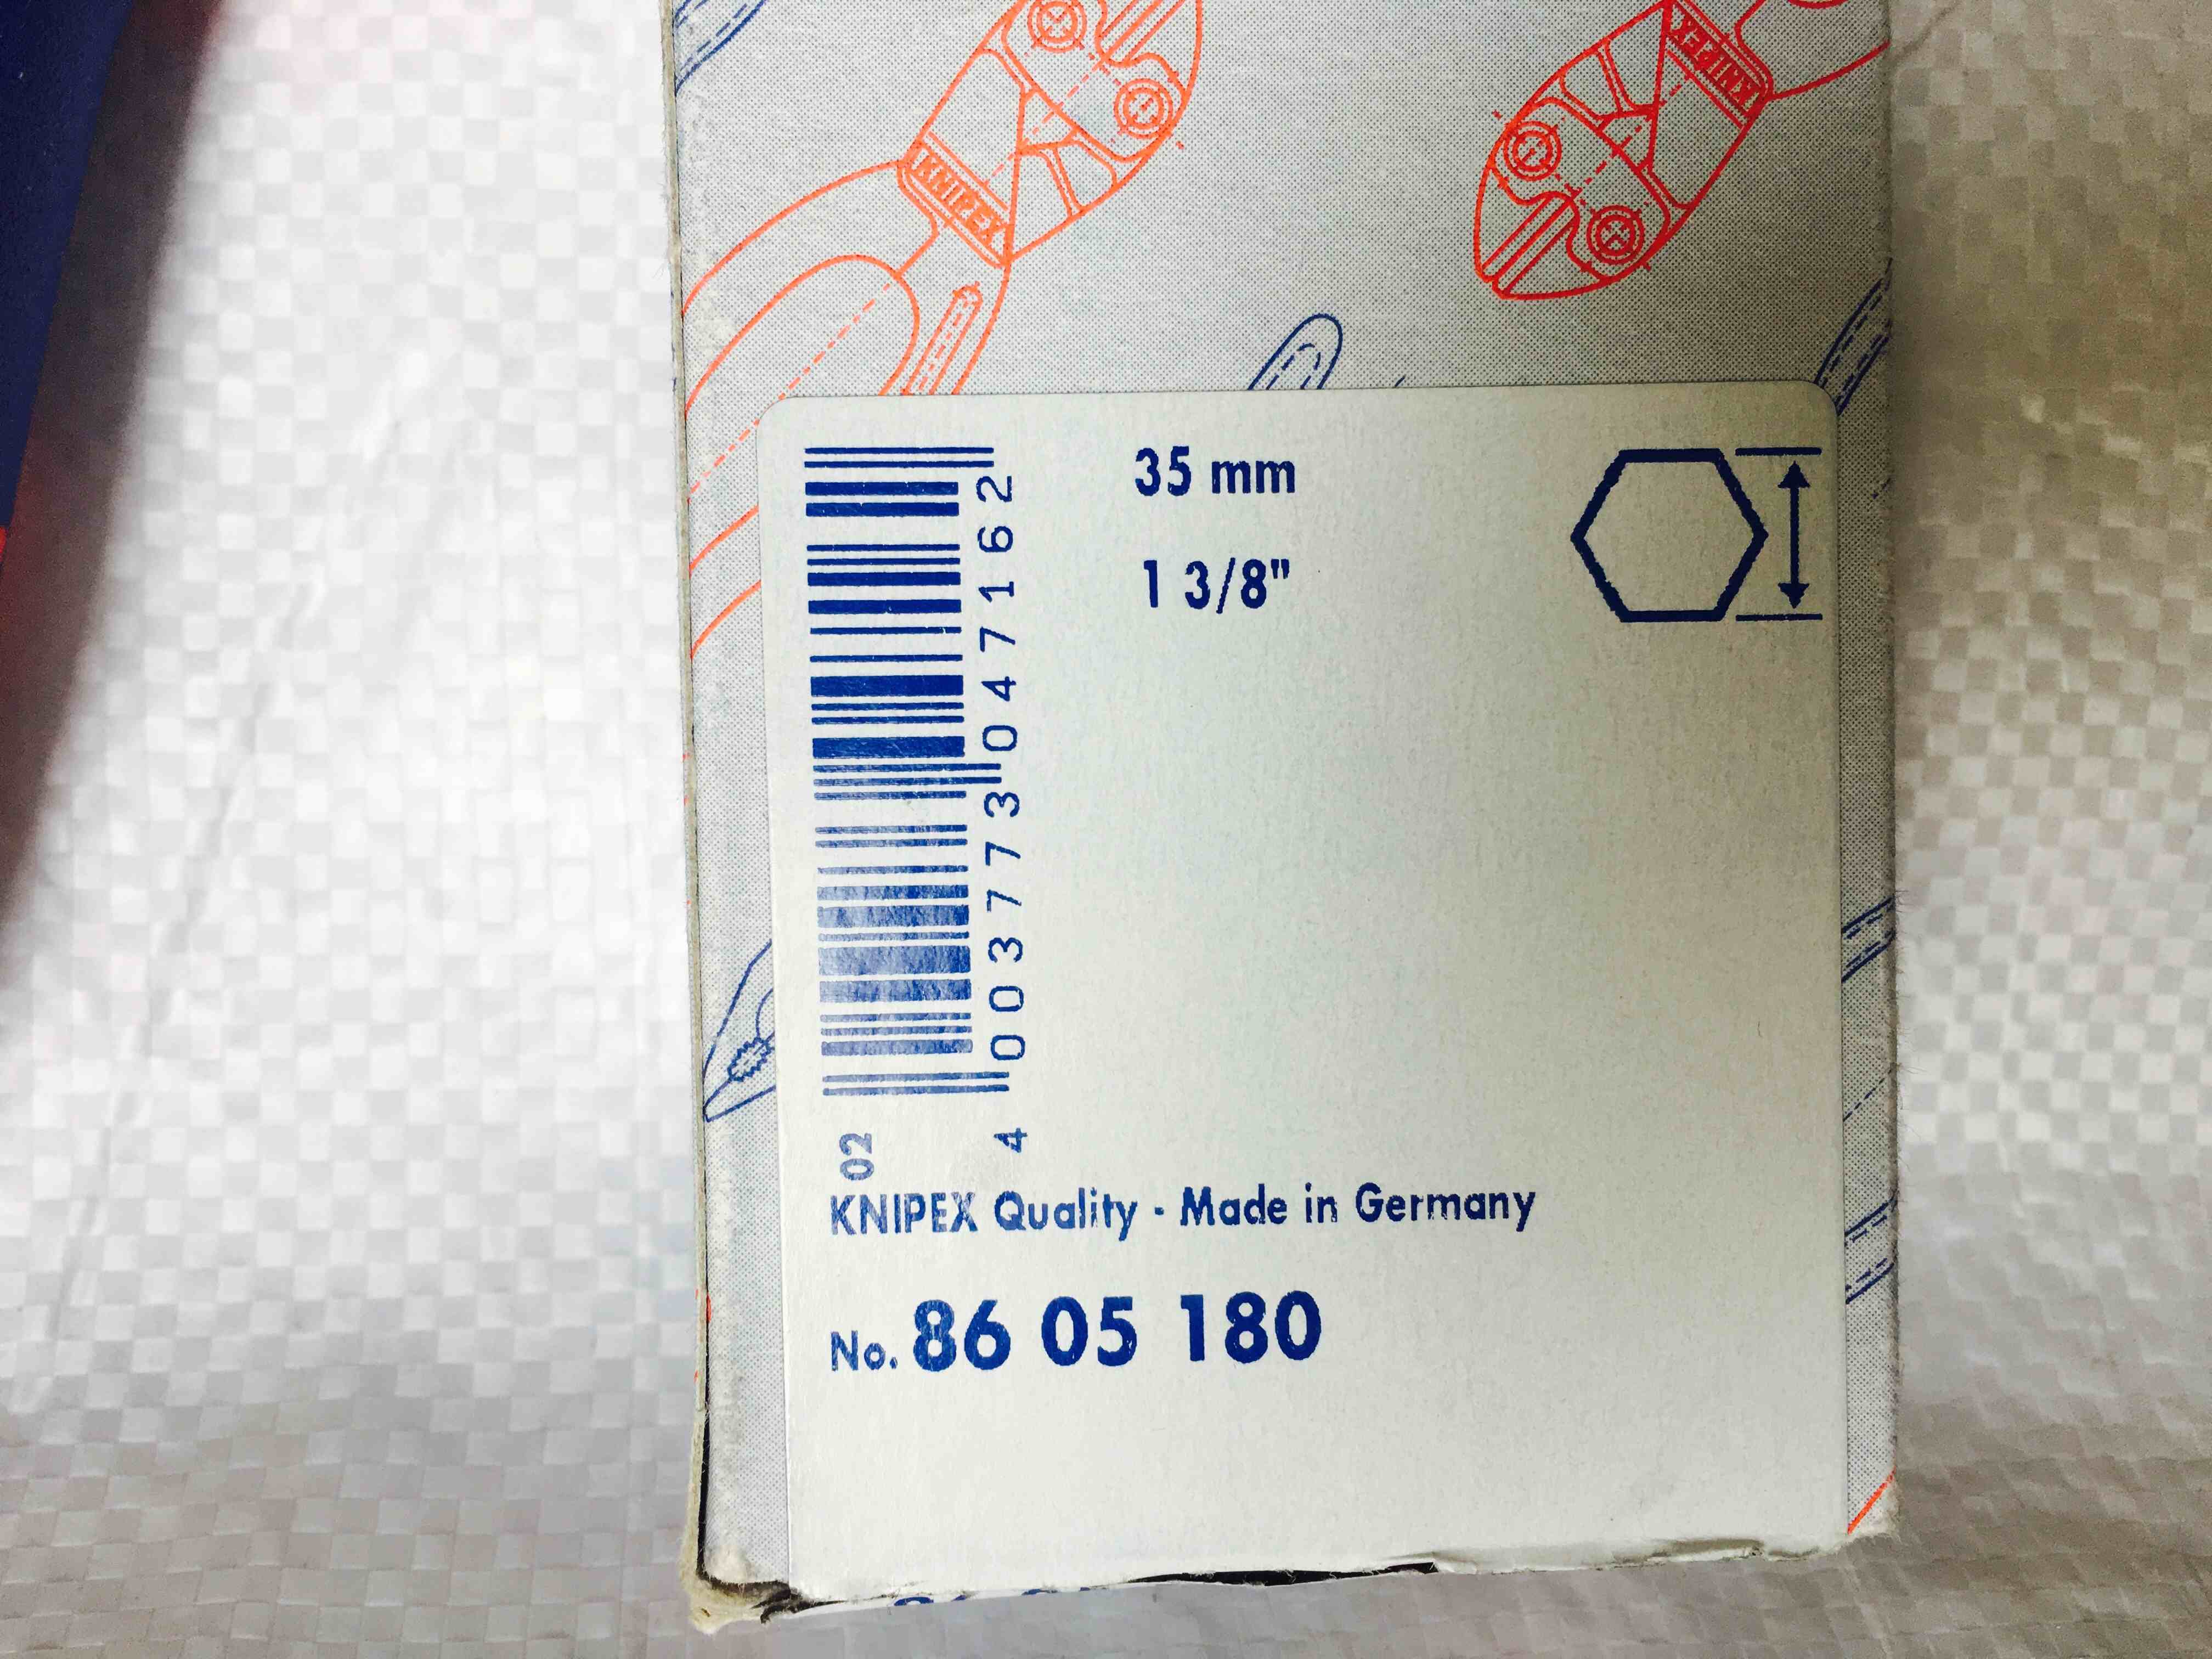 KNIPEX
KNIPEX
35 mm
1 3/8"
4 003773 047162
02
KNIPEX Quality · Made in Germany
No. 86 05 180